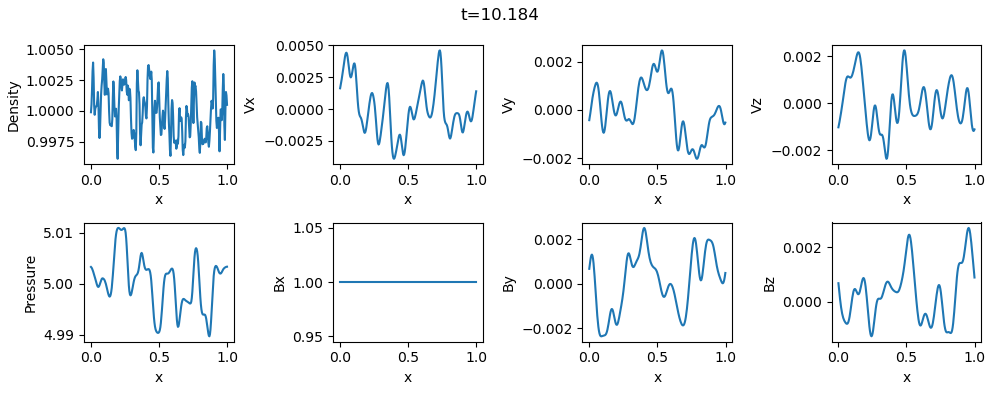 t=10.184
Density
1.0050
1.0025
1.0000
0.9975
0.0 0.5 1.0
x
Vx
0.0050
0.0025
0.0000
−0.0025
0.0 0.5 1.0
x
Vy
0.002
0.000
−0.002
0.0 0.5 1.0
x
Vz
0.002
0.000
−0.002
0.0 0.5 1.0
x
Pressure
5.01
5.00
4.99
0.0 0.5 1.0
x
Bx
1.05
1.00
0.95
0.0 0.5 1.0
x
By
0.002
0.000
−0.002
0.0 0.5 1.0
x
Bz
0.002
0.000
0.0 0.5 1.0
x